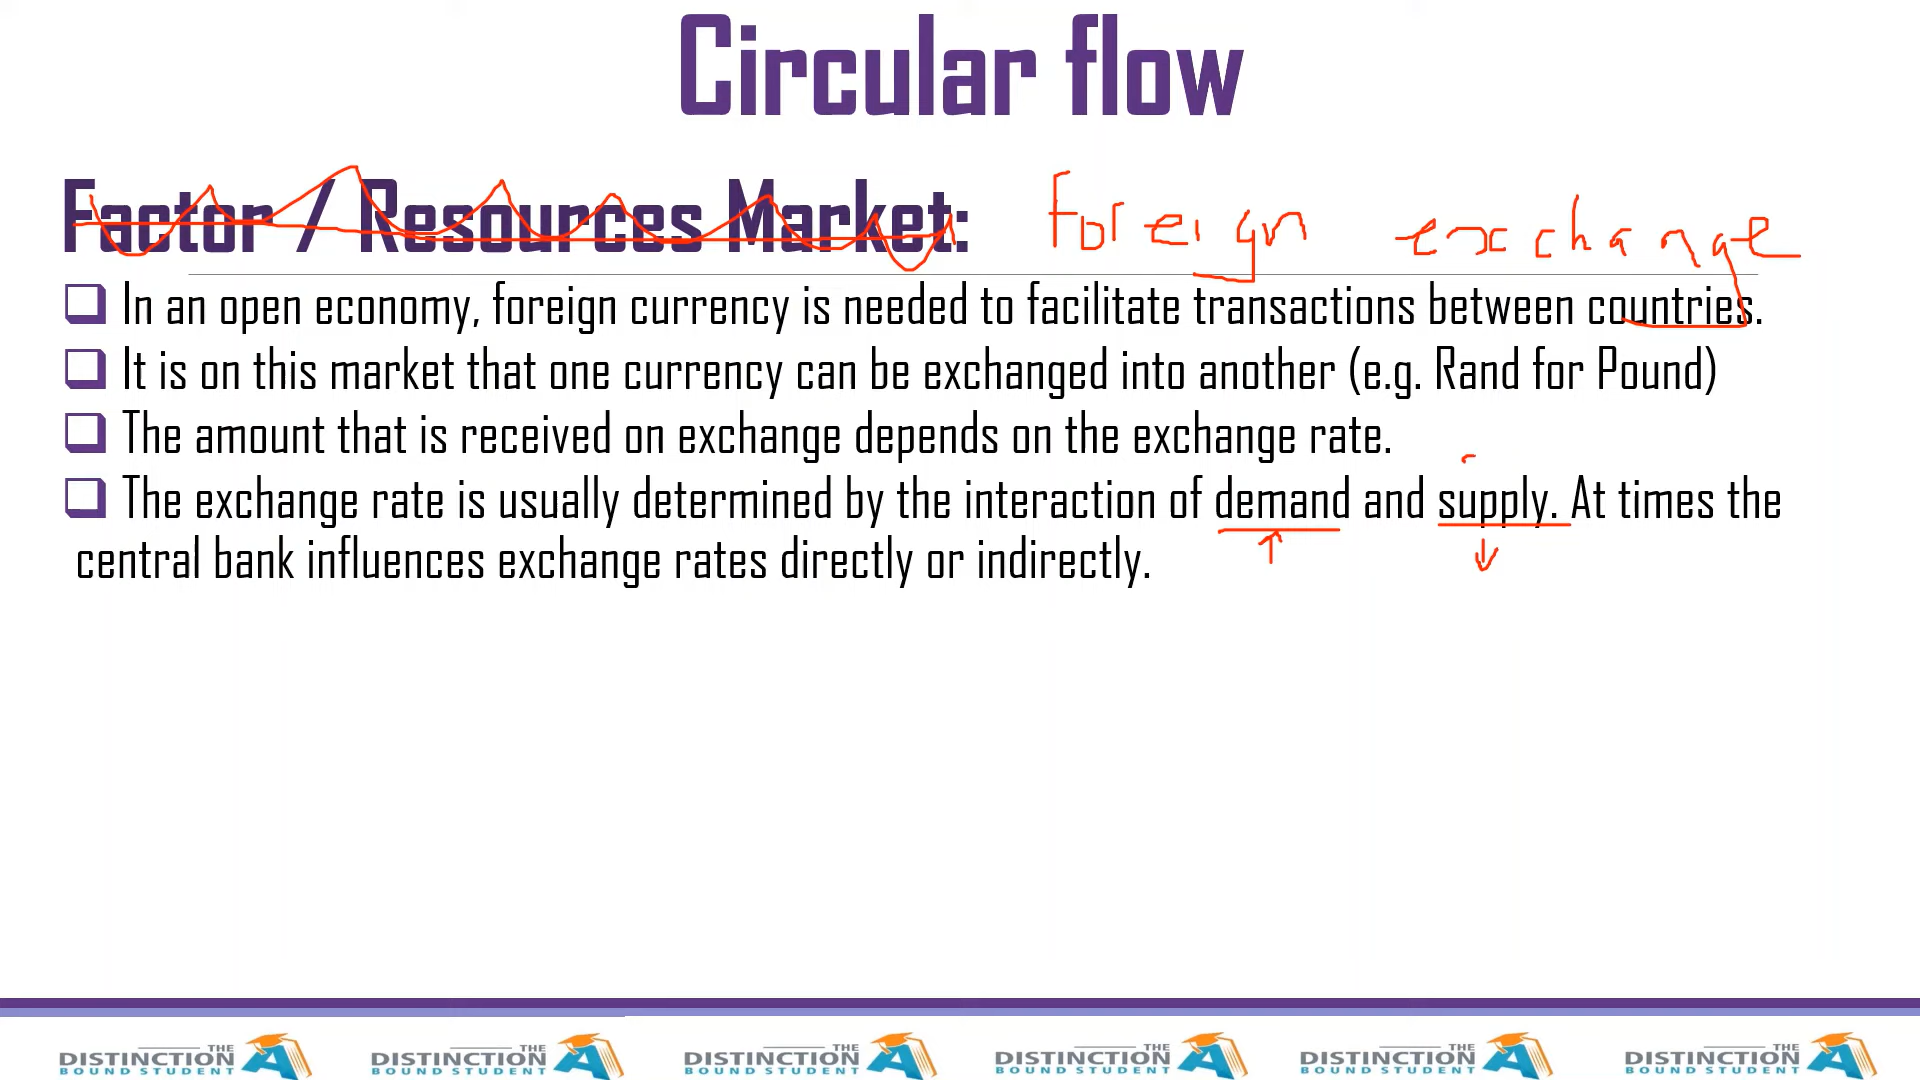 Circular flow
Factor / Resources Market: Foreign exchange
❑ In an open economy, foreign currency is needed to facilitate transactions between countries.
❑ It is on this market that one currency can be exchanged into another (e.g. Rand for Pound)
❑ The amount that is received on exchange depends on the exchange rate.
❑ The exchange rate is usually determined by the interaction of demand and supply. At times the
central bank influences exchange rates directly or indirectly.
THE DISTINCTION BOUND STUDENT A
THE DISTINCTION BOUND STUDENT A
THE DISTINCTION BOUND STUDENT A
THE DISTINCTION BOUND STUDENT A
THE DISTINCTION BOUND STUDENT A
THE DISTINCTION BOUND STUDENT A